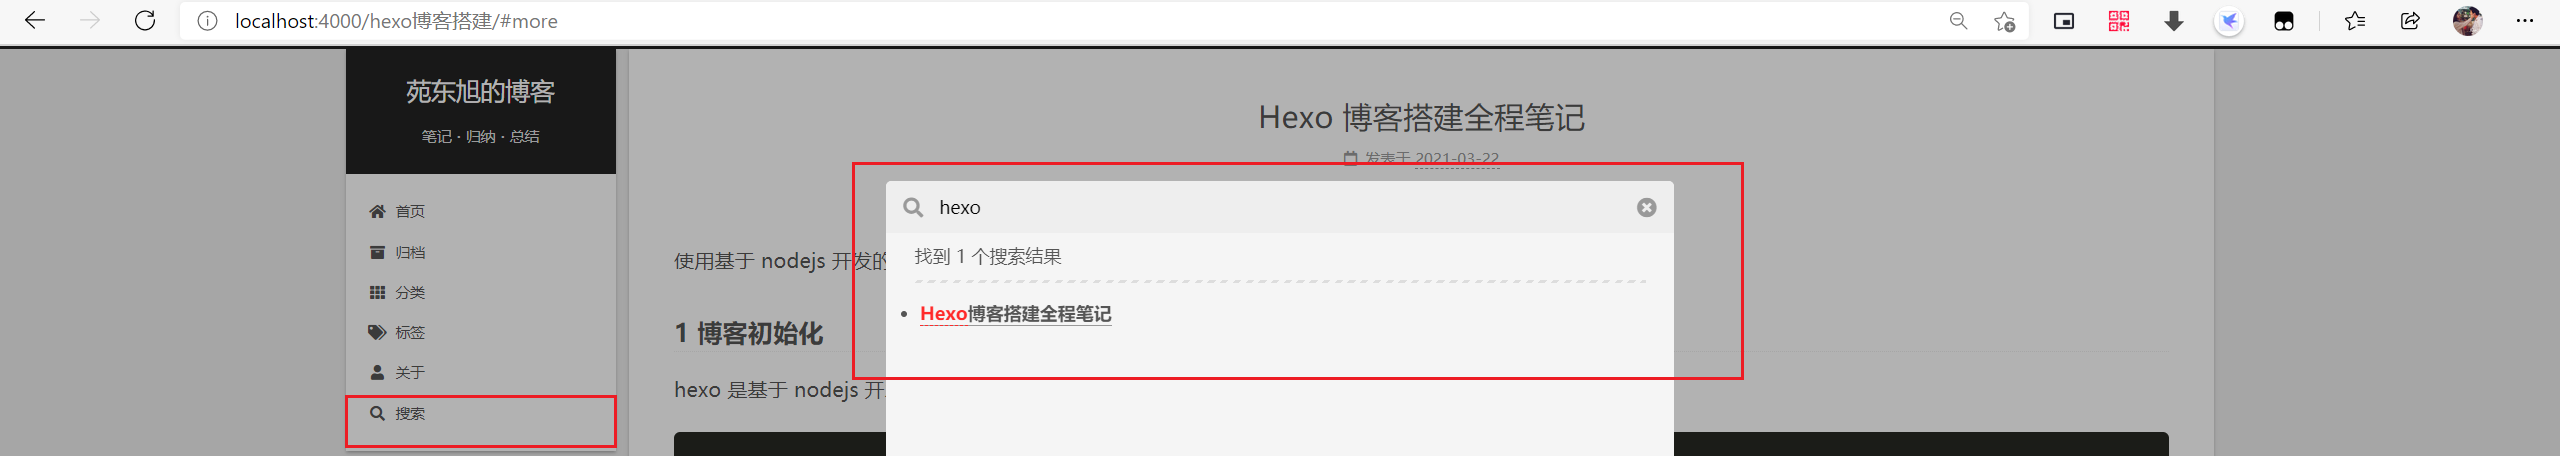 localhost:4000/hexo博客搭建/#more
苑东旭的博客
笔记 · 归纳 · 总结
首页
归档
分类
标签
关于
搜索
Hexo 博客搭建全程笔记
发表于 2021-03-22
hexo
找到 1 个搜索结果
Hexo博客搭建全程笔记
使用基于 nodejs 开发的
1 博客初始化
hexo 是基于 nodejs 开